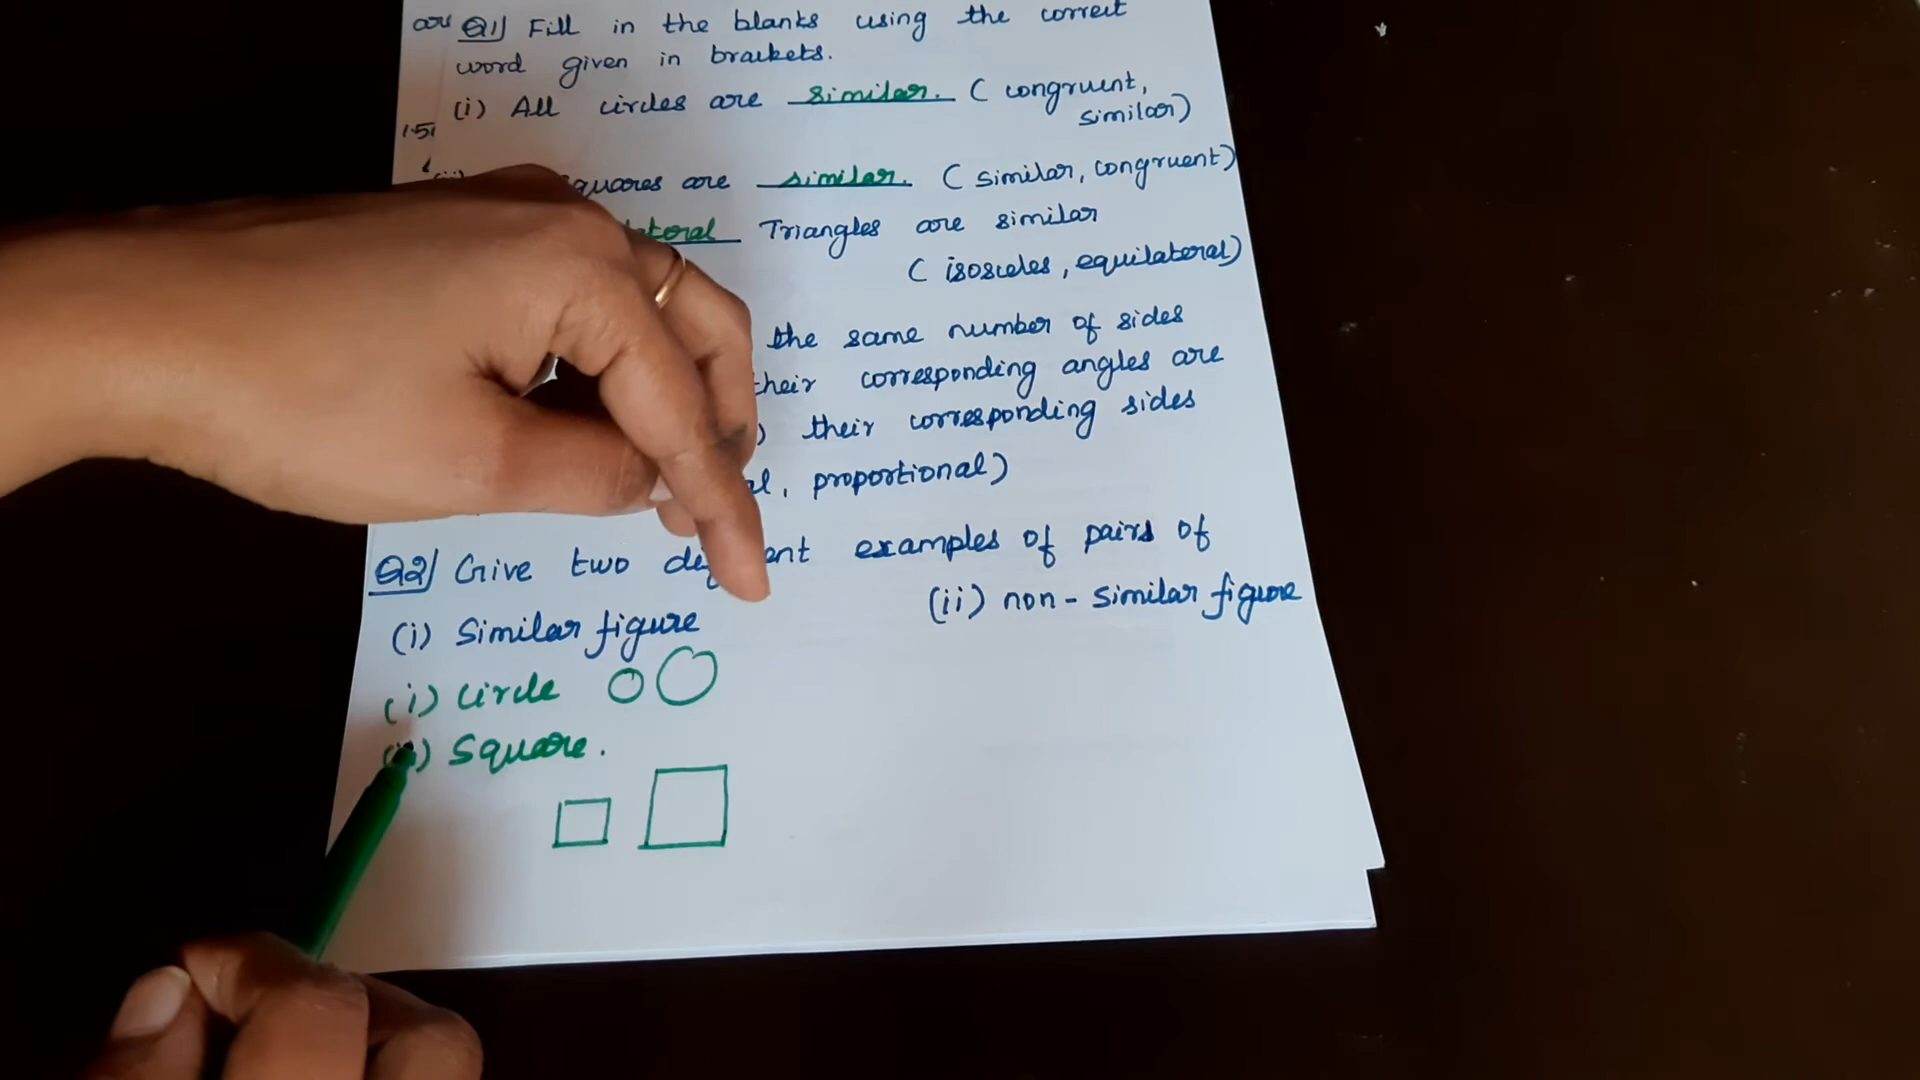 Q1) Fill in the blanks using the correct
word given in brackets.
(i) All circles are similar. (congruent,
similar)
squares are similar. (similar, congruent)
Triangles are similar
(isosceles, equilateral)
the same number of sides
their corresponding angles are
) their corresponding sides
, proportional)
Q2) Give two examples of pairs of
(i) Similar figure (ii) non-similar figure
(i) circle
(ii) square.